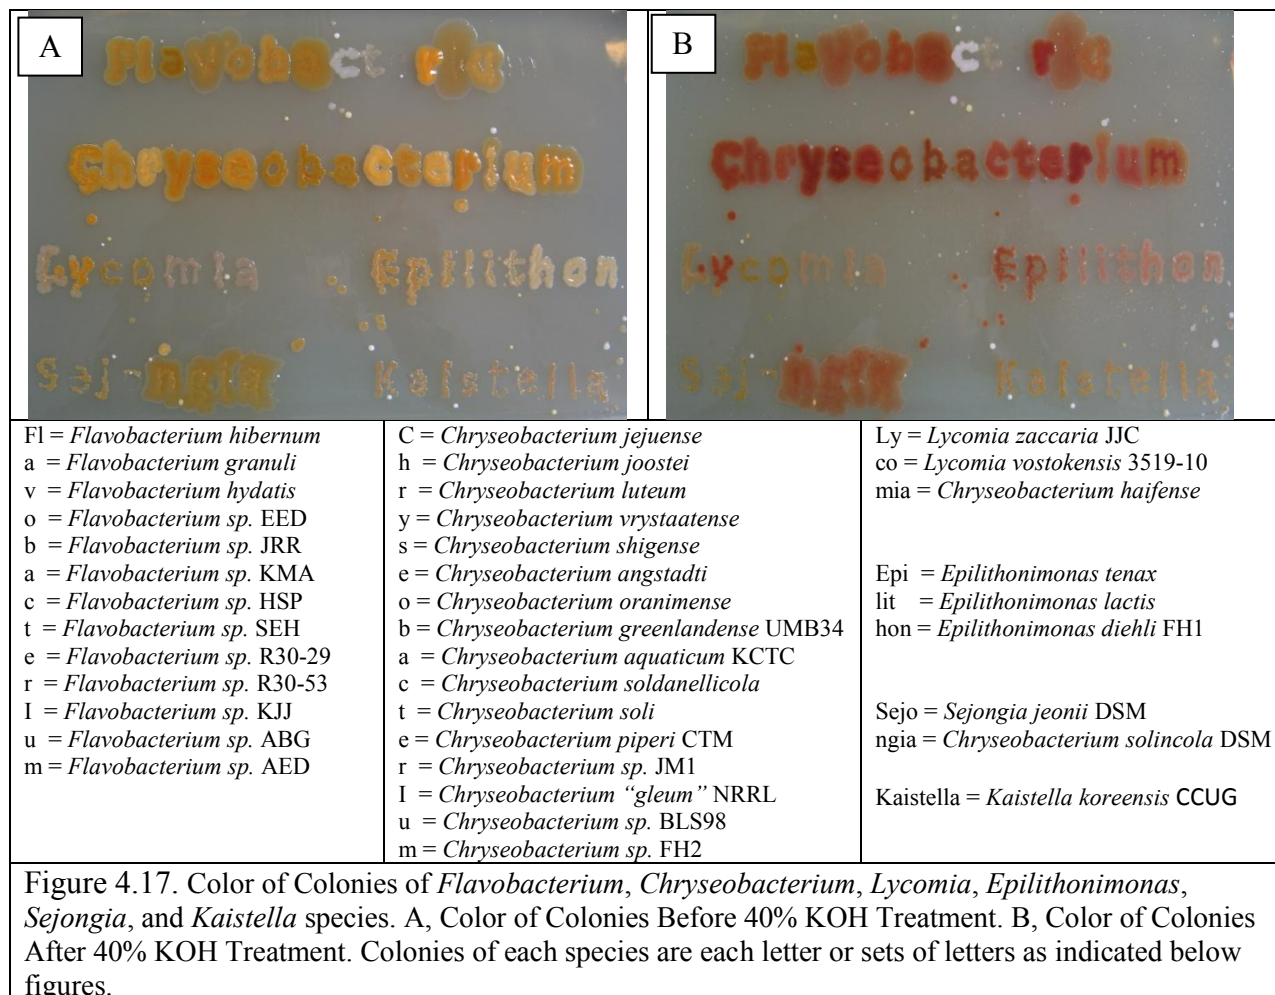 A
Flavobact
Chryseobacterium
Lycomia Epilithon
Sej ngia Kaistella
B
Flavobact
Chryseobacterium
Lycomia Epilithon
Sej ngia Kaistella
Fl = Flavobacterium hibernum
a = Flavobacterium granuli
v = Flavobacterium hydatis
o = Flavobacterium sp. EED
b = Flavobacterium sp. JRR
a = Flavobacterium sp. KMA
c = Flavobacterium sp. HSP
t = Flavobacterium sp. SEH
e = Flavobacterium sp. R30-29
r = Flavobacterium sp. R30-53
I = Flavobacterium sp. KJJ
u = Flavobacterium sp. ABG
m = Flavobacterium sp. AED
C = Chryseobacterium jejuense
h = Chryseobacterium joostei
r = Chryseobacterium luteum
y = Chryseobacterium vrystaatense
s = Chryseobacterium shigense
e = Chryseobacterium angstadti
o = Chryseobacterium oranimense
b = Chryseobacterium greenlandense UMB34
a = Chryseobacterium aquaticum KCTC
c = Chryseobacterium soldanellicola
t = Chryseobacterium soli
e = Chryseobacterium piperi CTM
r = Chryseobacterium sp. JM1
I = Chryseobacterium “gleum” NRRL
u = Chryseobacterium sp. BLS98
m = Chryseobacterium sp. FH2
Ly = Lycomia zaccaria JJC
co = Lycomia vostokensis 3519-10
mia = Chryseobacterium haifense
Epi = Epilithonimonas tenax
lit = Epilithonimonas lactis
hon = Epilithonimonas diehli FH1
Sejo = Sejongia jeonii DSM
ngia = Chryseobacterium solincola DSM
Kaistella = Kaistella koreensis CCUG
Figure 4.17. Color of Colonies of Flavobacterium, Chryseobacterium, Lycomia, Epilithonimonas,
Sejongia, and Kaistella species. A, Color of Colonies Before 40% KOH Treatment. B, Color of Colonies
After 40% KOH Treatment. Colonies of each species are each letter or sets of letters as indicated below
figures.